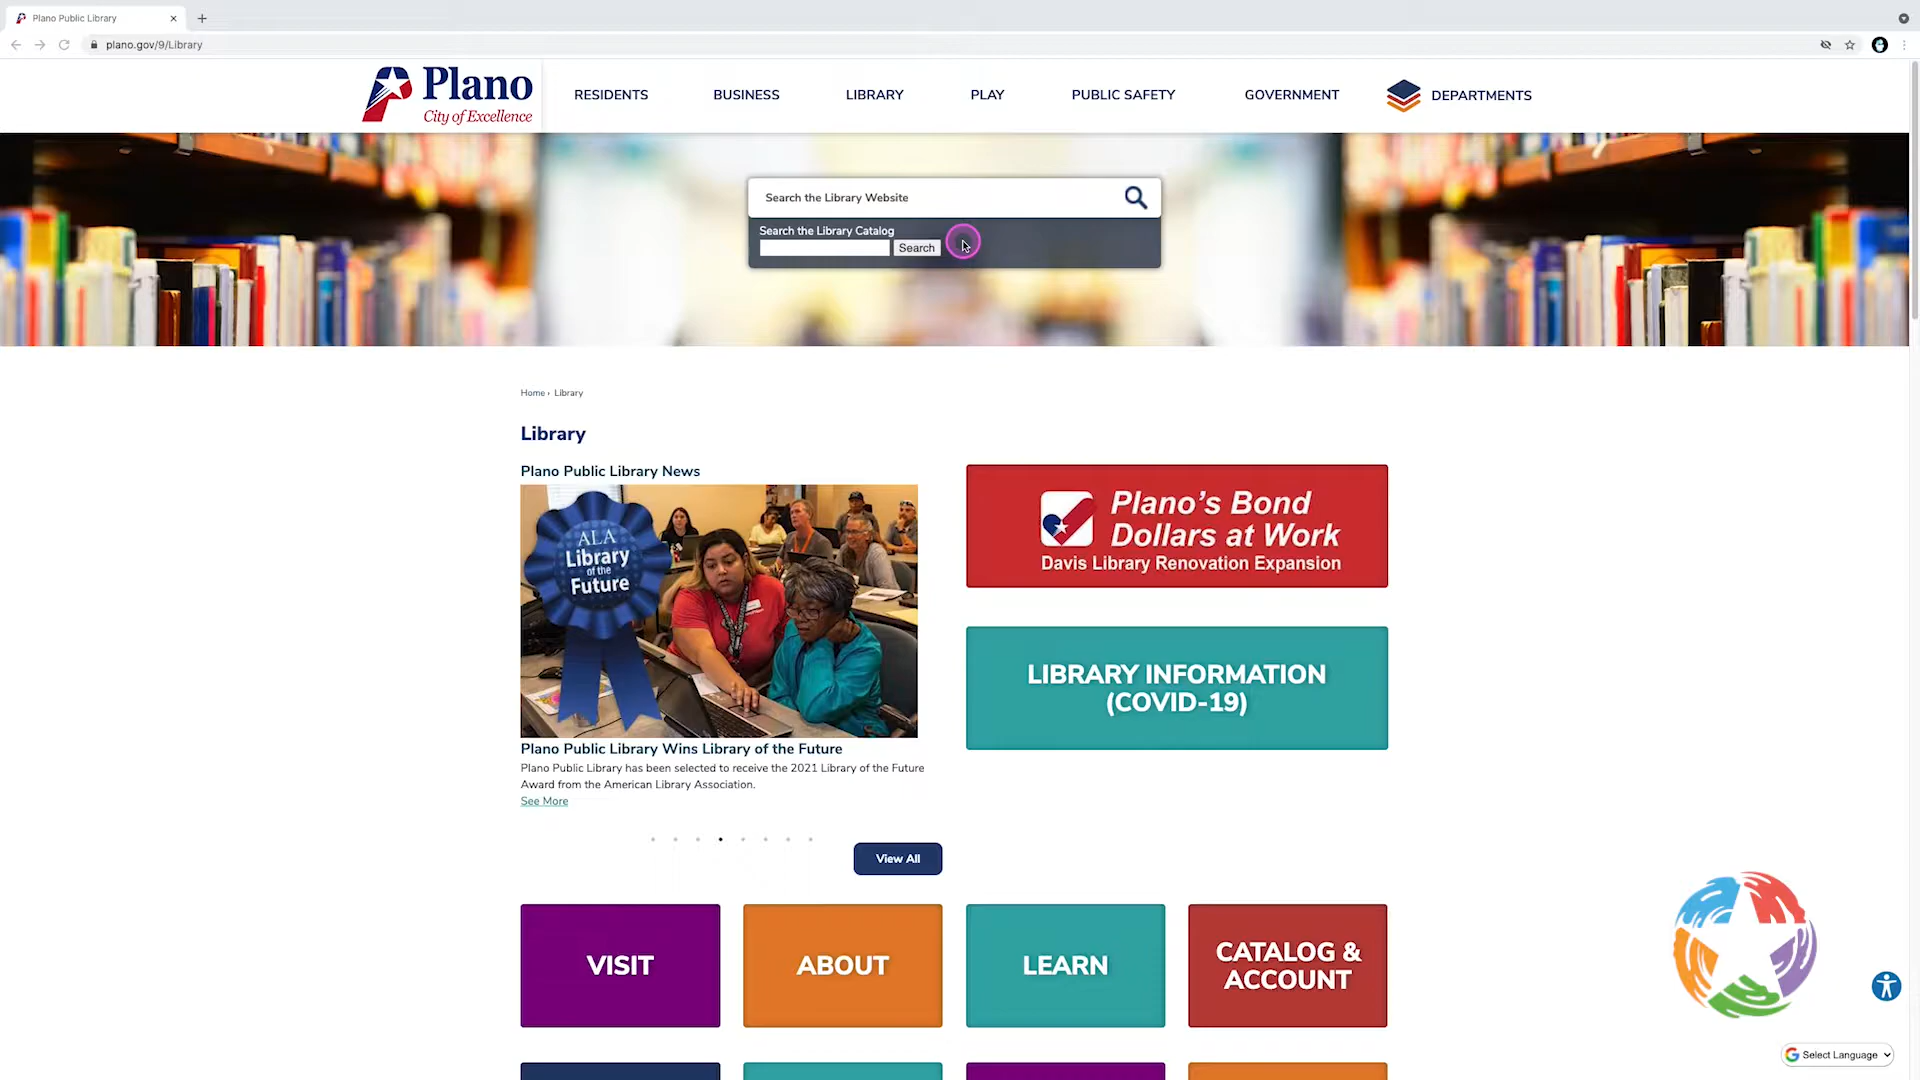 Plano Public Library
plano.gov/9/Library
Plano
City of Excellence
RESIDENTS
BUSINESS
LIBRARY
PLAY
PUBLIC SAFETY
GOVERNMENT
DEPARTMENTS
Search the Library Website
Search the Library Catalog
Search
Home › Library
Library
Plano Public Library News
ALA
Library
of the
Future
Plano Public Library Wins Library of the Future
Plano Public Library has been selected to receive the 2021 Library of the Future
Award from the American Library Association.
See More
View All
Plano's Bond
Dollars at Work
Davis Library Renovation Expansion
LIBRARY INFORMATION
(COVID-19)
VISIT
ABOUT
LEARN
CATALOG &
ACCOUNT
Select Language